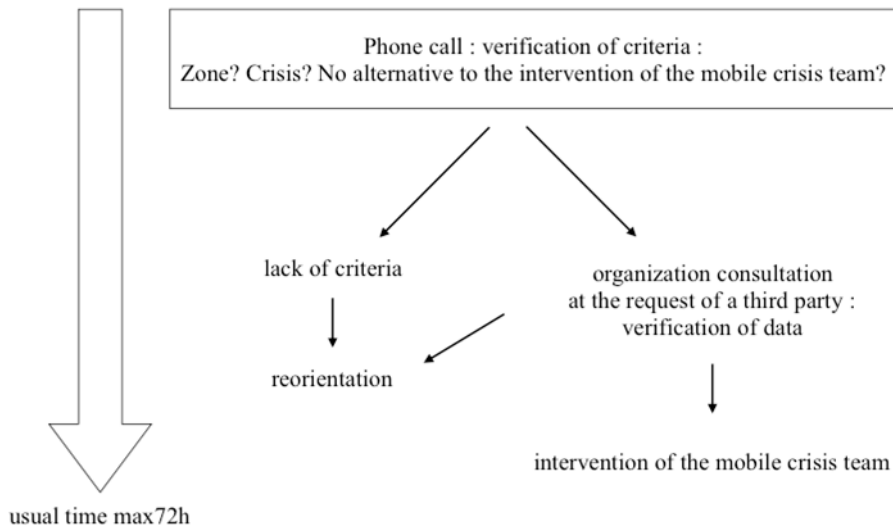 Phone call : verification of criteria :
Zone? Crisis? No alternative to the intervention of the mobile crisis team?
lack of criteria
organization consultation
at the request of a third party :
verification of data
reorientation
intervention of the mobile crisis team
usual time max72h